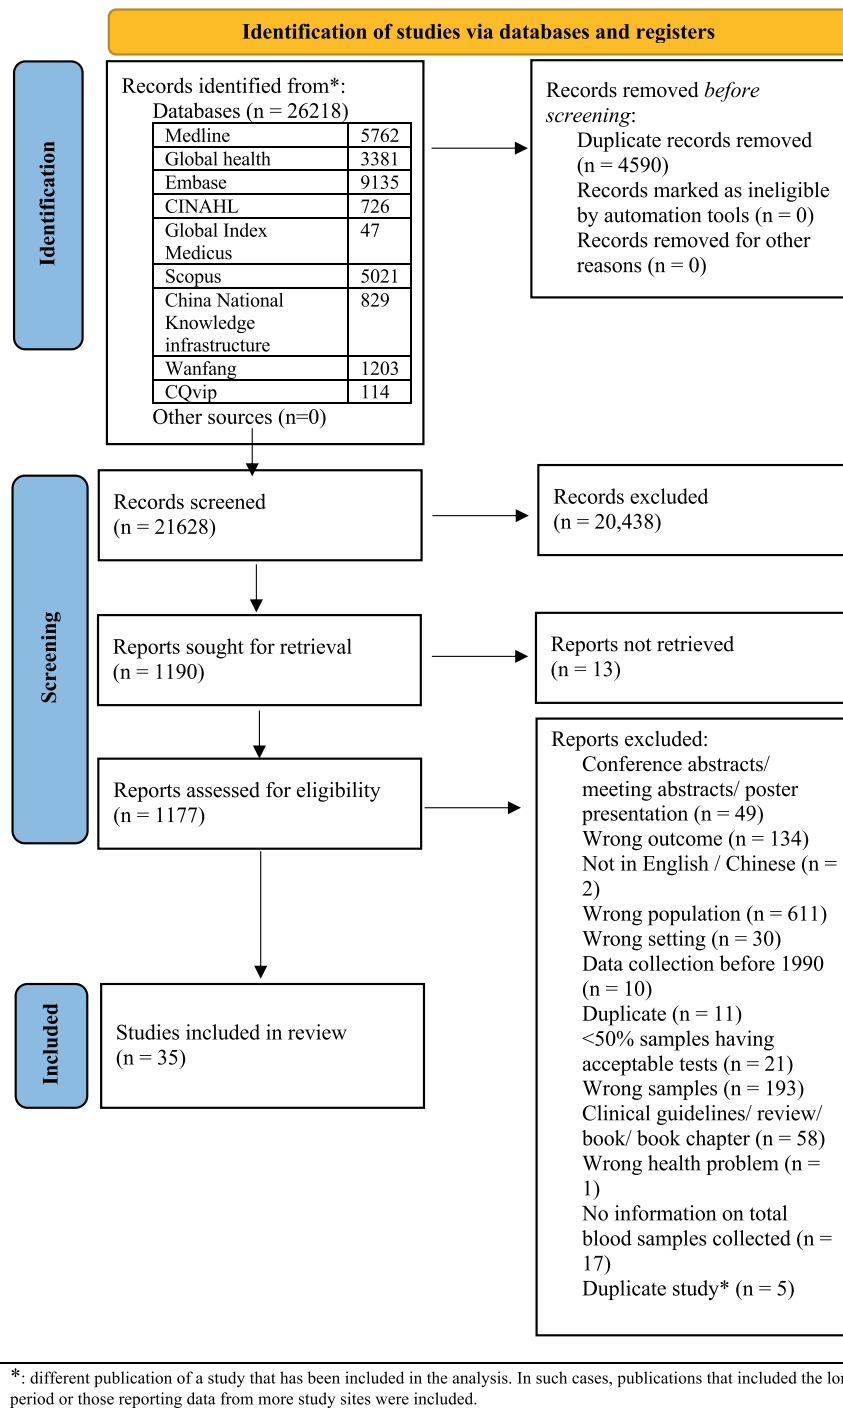 Identification of studies via databases and registers
Identification
Records identified from*:
Databases (n = 26218)
Medline 5762
Global health 3381
Embase 9135
CINAHL 726
Global Index 47
Medicus
Scopus 5021
China National 829
Knowledge
infrastructure
Wanfang 1203
CQvip 114
Other sources (n=0)
Records removed before
screening:
Duplicate records removed
(n = 4590)
Records marked as ineligible
by automation tools (n = 0)
Records removed for other
reasons (n = 0)
Screening
Records screened
(n = 21628)
Records excluded
(n = 20,438)
Reports sought for retrieval
(n = 1190)
Reports not retrieved
(n = 13)
Reports assessed for eligibility
(n = 1177)
Reports excluded:
Conference abstracts/
meeting abstracts/ poster
presentation (n = 49)
Wrong outcome (n = 134)
Not in English / Chinese (n =
2)
Wrong population (n = 611)
Wrong setting (n = 30)
Data collection before 1990
(n = 10)
Duplicate (n = 11)
<50% samples having
acceptable tests (n = 21)
Wrong samples (n = 193)
Clinical guidelines/ review/
book/ book chapter (n = 58)
Wrong health problem (n =
1)
No information on total
blood samples collected (n =
17)
Duplicate study* (n = 5)
Included
Studies included in review
(n = 35)
*: different publication of a study that has been included in the analysis. In such cases, publications that included the
period or those reporting data from more study sites were included.